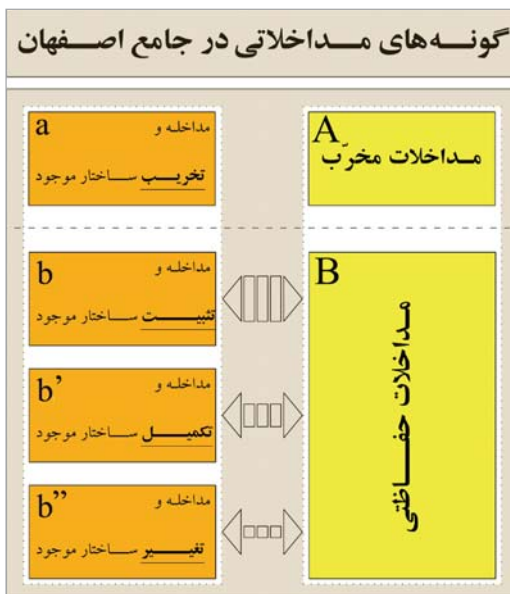 گونه‌های مداخلاتی در جامع اصفهان
A
مداخلات مخرّب
a
مداخله و
تخریب ساختار موجود
B
مداخلات حفاظتی
b
مداخله و
تثبیت ساختار موجود
b’
مداخله و
تکمیل ساختار موجود
b’’
مداخله و
تغییر ساختار موجود